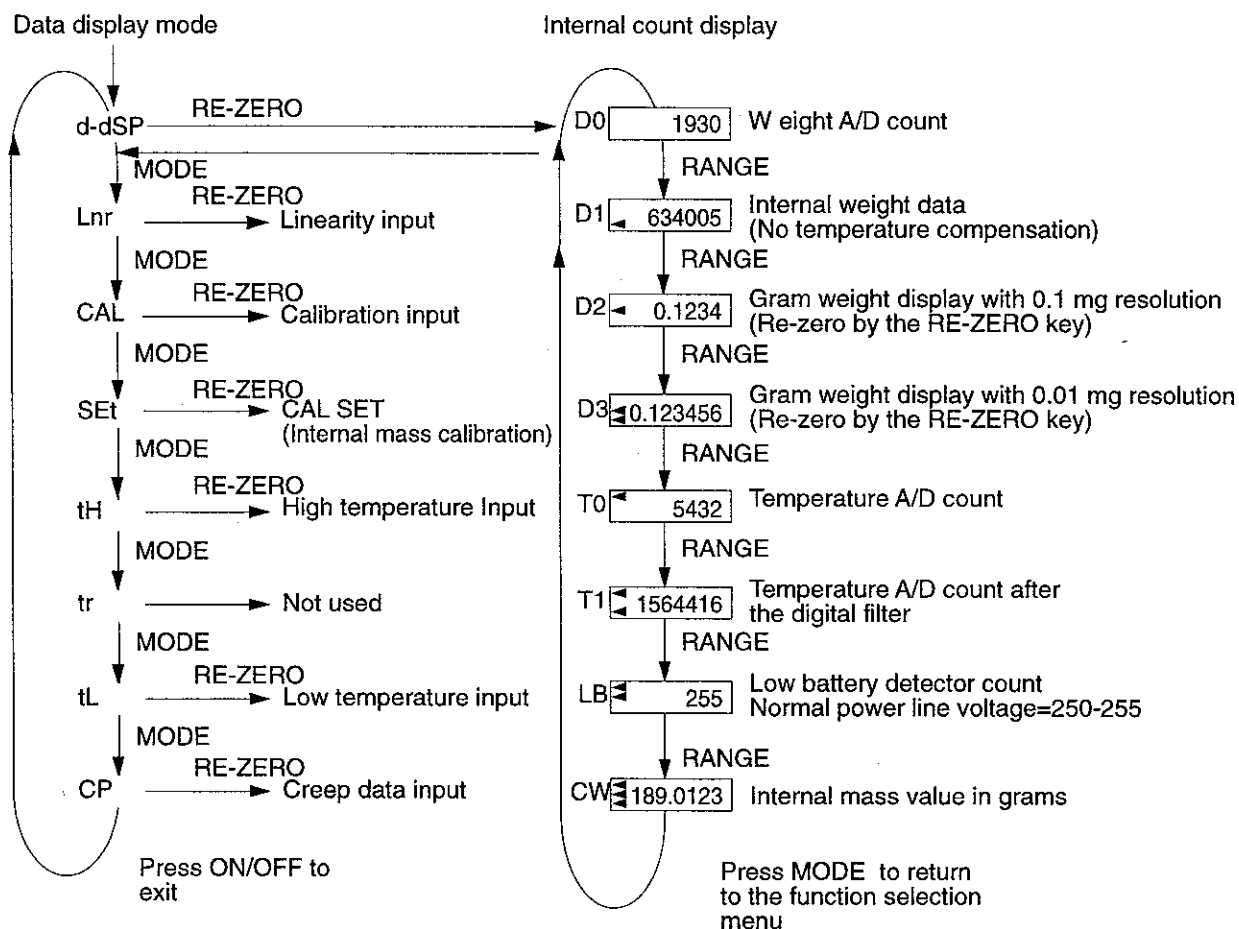 Data display mode
d-dSP
RE-ZERO
MODE
Lnr
RE-ZERO
Linearity input
MODE
CAL
RE-ZERO
Calibration input
MODE
SEt
RE-ZERO
CAL SET
(Internal mass calibration)
MODE
tH
RE-ZERO
High temperature Input
MODE
tr
Not used
MODE
tL
RE-ZERO
Low temperature input
MODE
CP
RE-ZERO
Creep data input
Press ON/OFF to
exit
Internal count display
D0 1930 W eight A/D count
RANGE
D1 634005 Internal weight data
(No temperature compensation)
RANGE
D2 0.1234 Gram weight display with 0.1 mg resolution
(Re-zero by the RE-ZERO key)
RANGE
D3 0.123456 Gram weight display with 0.01 mg resolution
(Re-zero by the RE-ZERO key)
RANGE
T0 5432 Temperature A/D count
RANGE
T1 1564416 Temperature A/D count after
the digital filter
RANGE
LB 255 Low battery detector count
Normal power line voltage=250-255
RANGE
CW 189.0123 Internal mass value in grams
Press MODE to return
to the function selection
menu